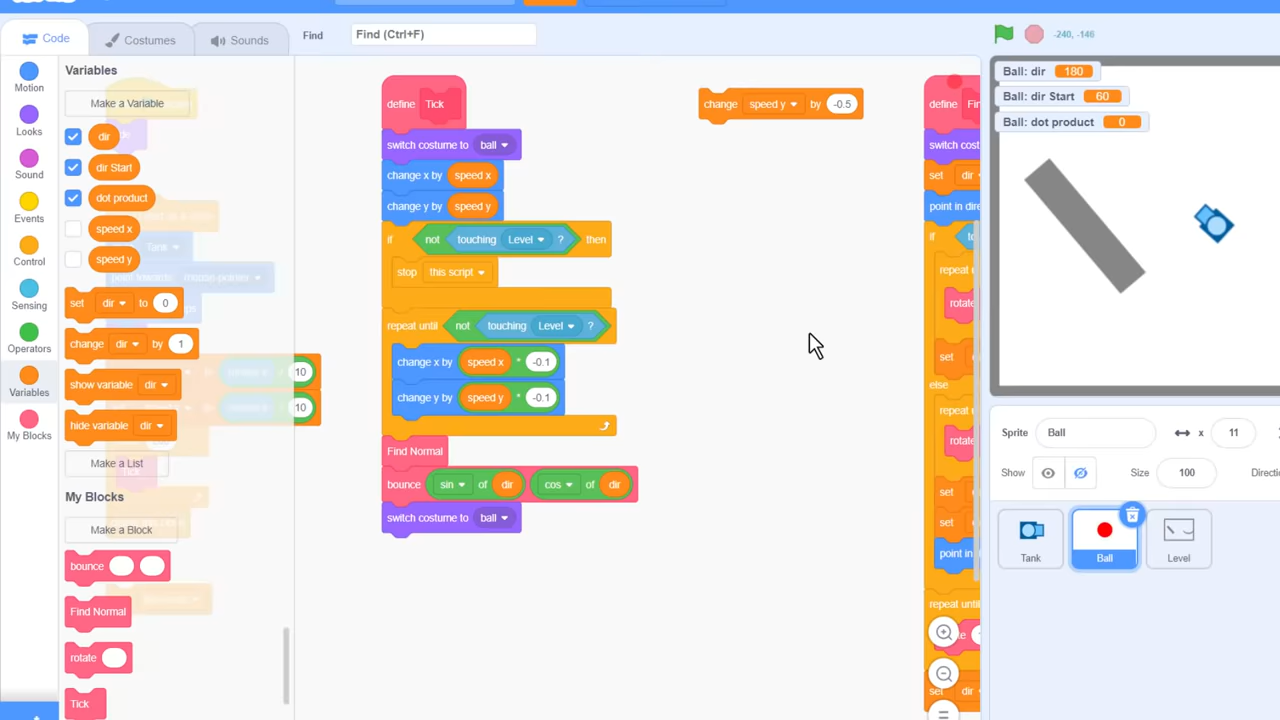 Code
Costumes
Sounds
Find
Find (Ctrl+F)
-240, -146
Motion
Looks
Sound
Events
Control
Sensing
Operators
Variables
My Blocks
Variables
Make a Variable
dir
dir Start
dot product
speed x
speed y
set dir to 0
change dir by 1
show variable dir
hide variable dir
Make a List
My Blocks
Make a Block
bounce
Find Normal
rotate
Tick
10
10
define Tick
switch costume to ball
change x by speed x
change y by speed y
if not touching Level ? then
stop this script
repeat until not touching Level ?
change x by speed x * -0.1
change y by speed y * -0.1
Find Normal
bounce sin of dir cos of dir
switch costume to ball
change speed y by -0.5
define
switch
set dir
point in
if
repeat
rotate
set
else
repeat
rotate
set
set
point in
repeat until
set dir
Ball: dir 180
Ball: dir Start 60
Ball: dot product 0
Sprite Ball x 11
Show Size 100
Tank
Ball
Level